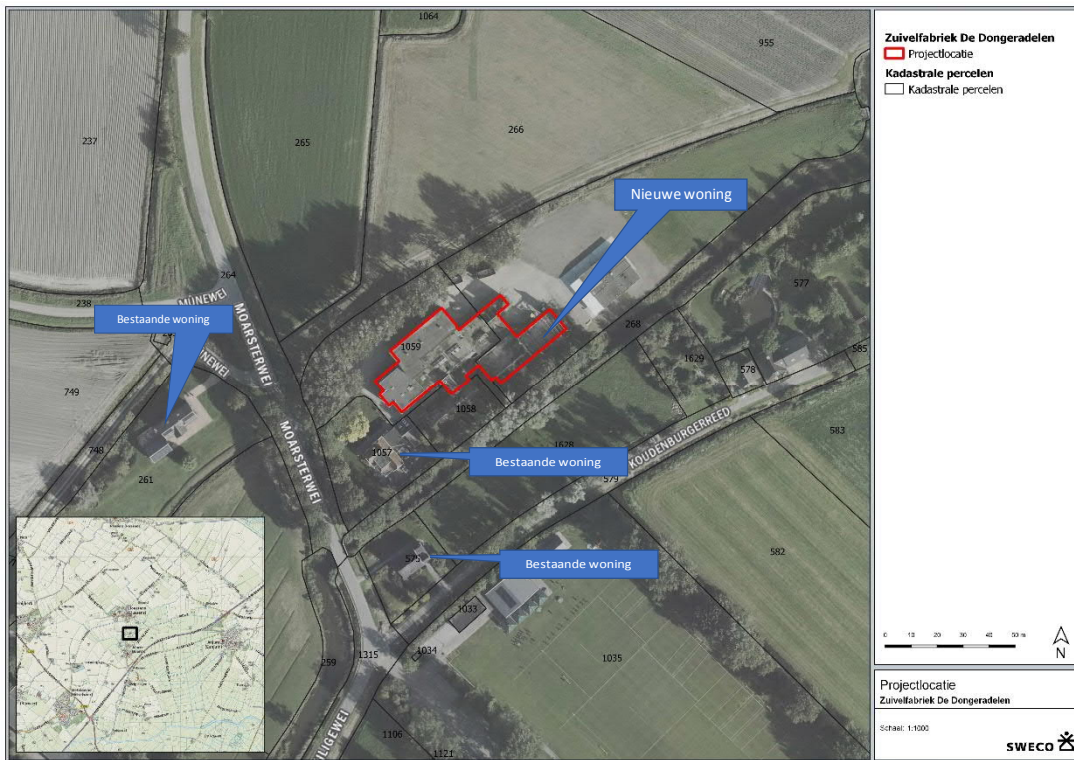 1064
955
237
265
266
Nieuwe woning
264
238
MÛNEWEI
Bestaande woning
MOARSTERWEI
577
268
1059
1629
578
585
749
1058
748
MOARSTERWEI
1057
Bestaande woning
1678
KOUDENBURGERREED
579
583
261
575
Bestaande woning
582
1033
1034
1035
259
1315
1106
1121
Zuivelfabriek De Dongeradelen
Projectlocatie
Kadastrale percelen
Kadastrale percelen
0 10 20 30 40 50 m
N
Projectlocatie
Zuivelfabriek De Dongeradelen
Schaal: 1:1000
SWECO